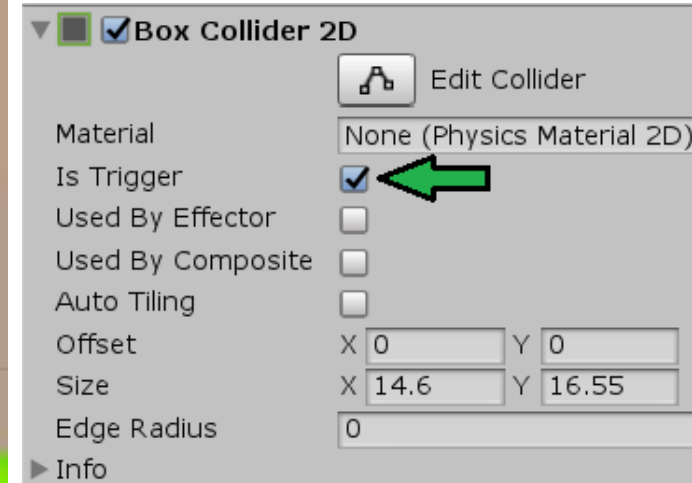 Box Collider 2D
Edit Collider
Material None (Physics Material 2D)
Is Trigger
Used By Effector
Used By Composite
Auto Tiling
Offset X 0 Y 0
Size X 14.6 Y 16.55
Edge Radius 0
Info